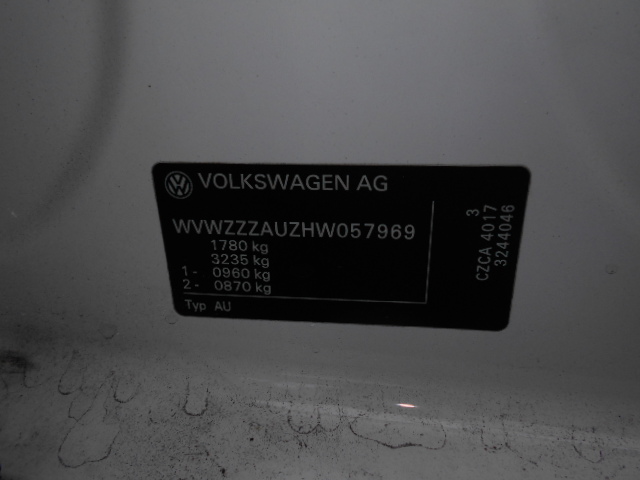 VOLKSWAGEN AG
WVWZZZAUZHW057969
1780 kg
3235 kg
1- 0960 kg
2- 0870 kg
Typ AU
3
CZCA 4017
3244046